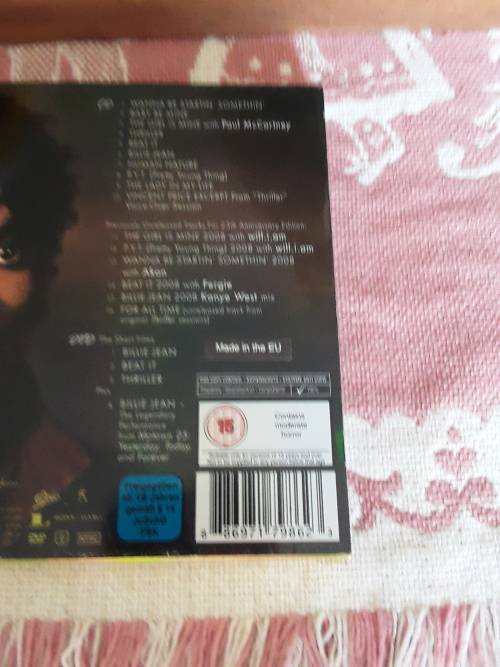 WANNA BE STARTIN' SOMETHIN'
BABY BE MINE
THE GIRL IS MINE with Paul McCartney
THRILLER
BEAT IT
BILLIE JEAN
HUMAN NATURE
P.Y.T. (Pretty Young Thing)
THE LADY IN MY LIFE
VINCENT PRICE EXCERPT From "Thriller"
Voice-Over Session
Previously Unreleased Tracks For 25th Anniversary Edition
THE GIRL IS MINE 2008 with will.i.am
P.Y.T. (Pretty Young Thing) 2008 with will.i.am
WANNA BE STARTIN' SOMETHIN' 2008
with Akon
BEAT IT 2008 with Fergie
BILLIE JEAN 2008 Kanye West mix
FOR ALL TIME (unreleased track from
original Thriller sessions)
The Short Films
BILLIE JEAN
BEAT IT
THRILLER
Plus
BILLIE JEAN -
The Legendary
Performance
from Motown 25:
Yesterday, Today,
and Forever
Made in the EU
15
Contains
moderate
horror
Freigegeben
ab 16 Jahren
gemäß § 14
JuSchG
FSK
Epic
DVD
8 86971 79862 3